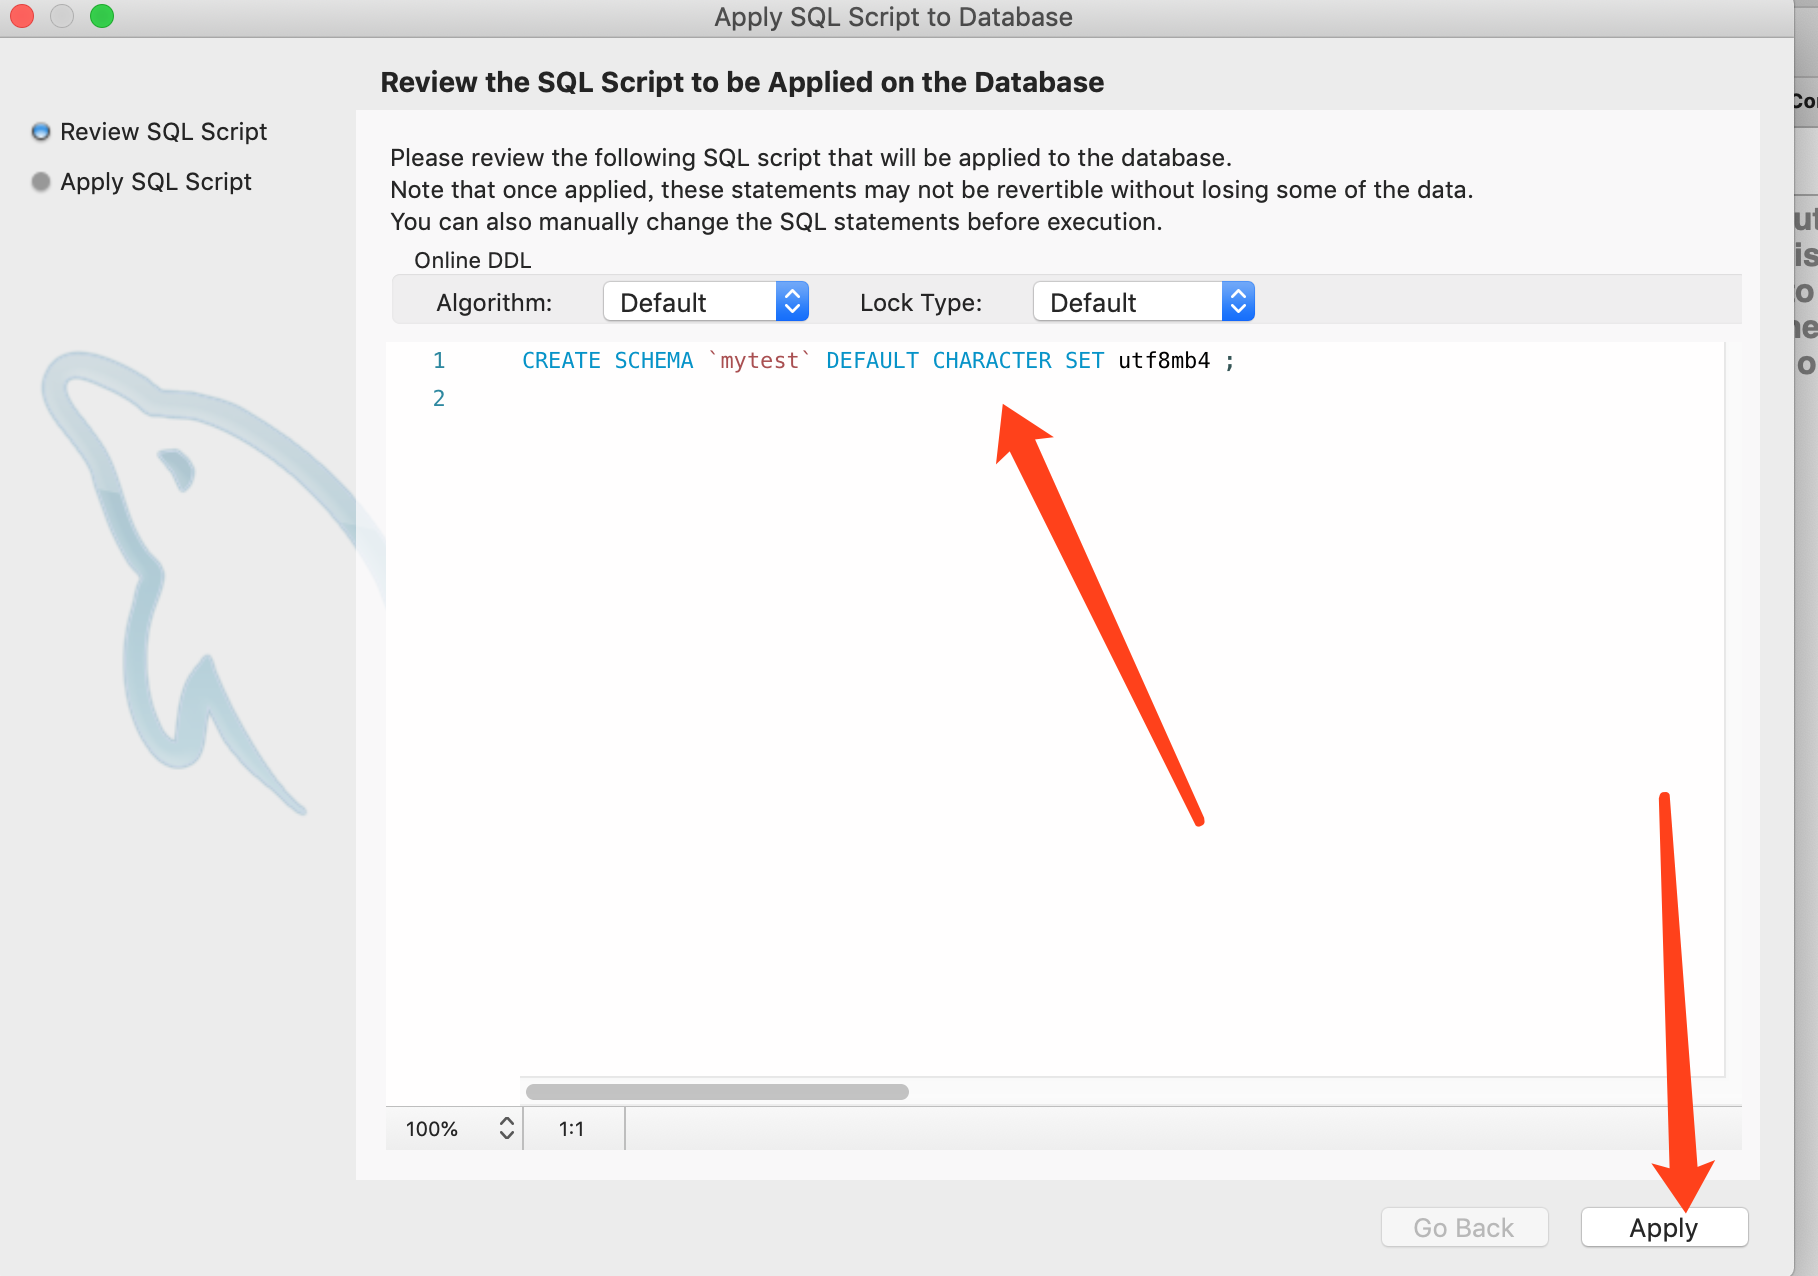 Apply SQL Script to Database
Review the SQL Script to be Applied on the Database
Review SQL Script
Apply SQL Script
Please review the following SQL script that will be applied to the database.
Note that once applied, these statements may not be revertible without losing some of the data.
You can also manually change the SQL statements before execution.
Online DDL
Algorithm: Default Lock Type: Default
1 CREATE SCHEMA `mytest` DEFAULT CHARACTER SET utf8mb4 ;
2
100% 1:1
Go Back Apply